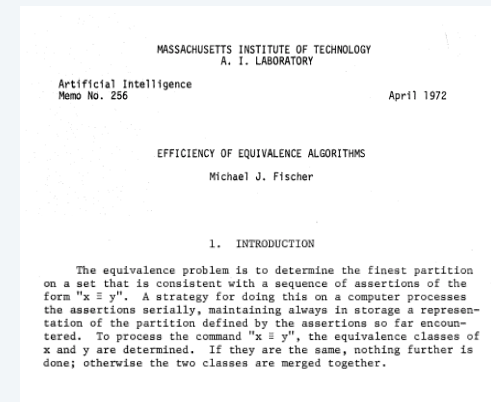 MASSACHUSETTS INSTITUTE OF TECHNOLOGY
A. I. LABORATORY
Artificial Intelligence
Memo No. 256 April 1972
EFFICIENCY OF EQUIVALENCE ALGORITHMS
Michael J. Fischer
1. INTRODUCTION
The equivalence problem is to determine the finest partition
on a set that is consistent with a sequence of assertions of the
form "x ≡ y". A strategy for doing this on a computer processes
the assertions serially, maintaining always in storage a represen-
tation of the partition defined by the assertions so far encoun-
tered. To process the command "x ≡ y", the equivalence classes of
x and y are determined. If they are the same, nothing further is
done; otherwise the two classes are merged together.